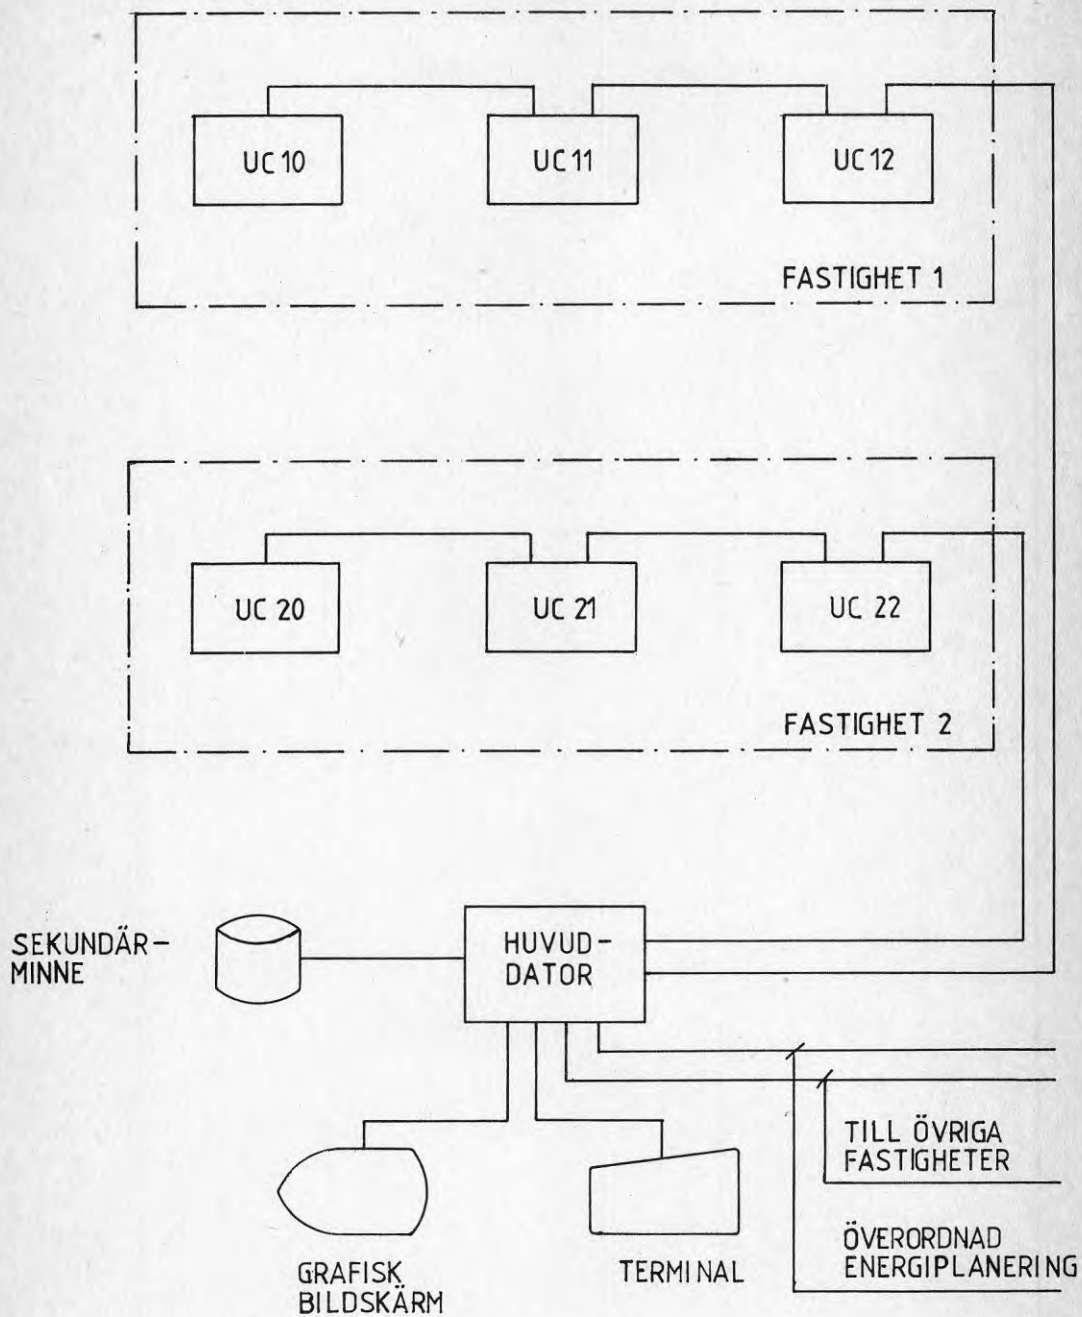 UC 10
UC 11
UC 12
FASTIGHET 1
UC 20
UC 21
UC 22
FASTIGHET 2
SEKUNDÄR-
MINNE
HUVUD-
DATOR
TILL ÖVRIGA
FASTIGHETER
ÖVERORDNAD
ENERGIPLANERING
GRAFISK
BILDSKÄRM
TERMINAL